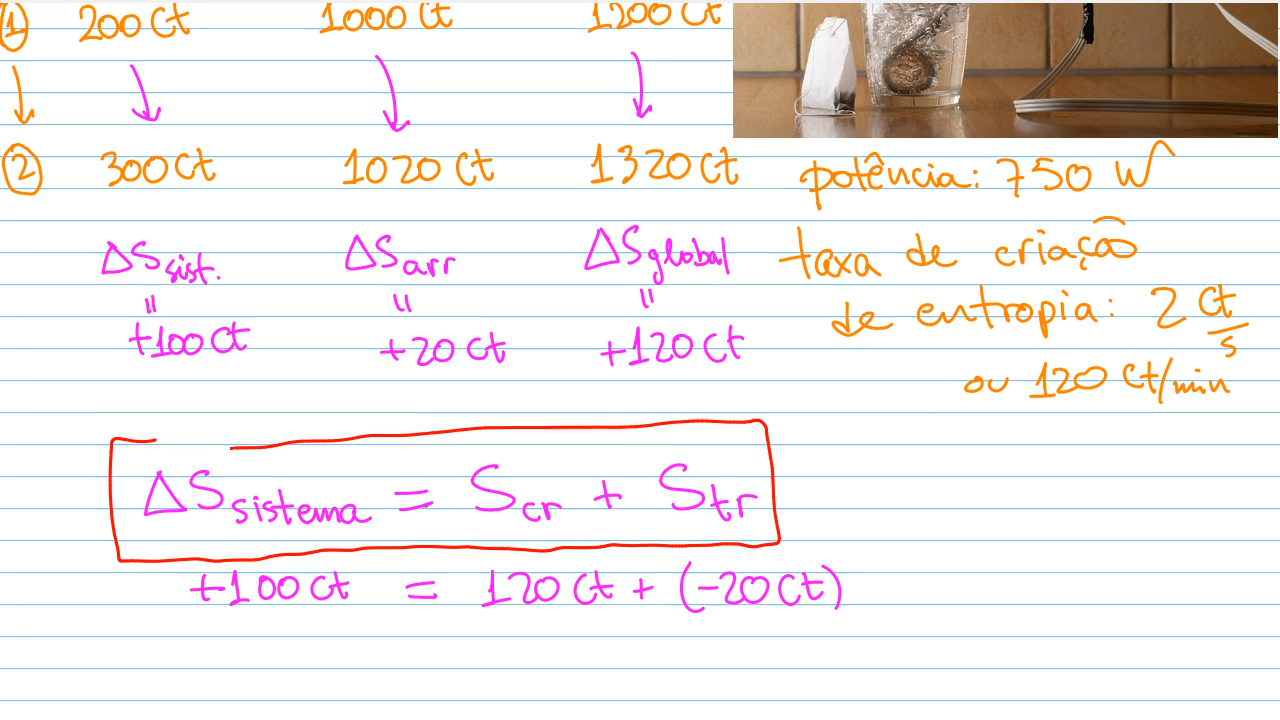 ① 200 Ct 1000 Ct 1200 Ct
② 300 Ct 1020 Ct 1320 Ct
potência: 750 W
ΔSsist. ΔSarr ΔSglobal
= = =
+100 Ct +20 Ct +120 Ct
taxa de criação
de entropia: 2 Ct/s
ou 120 Ct/min
ΔSsistema = Scr + Str
+100 Ct = 120 Ct + (-20 Ct)